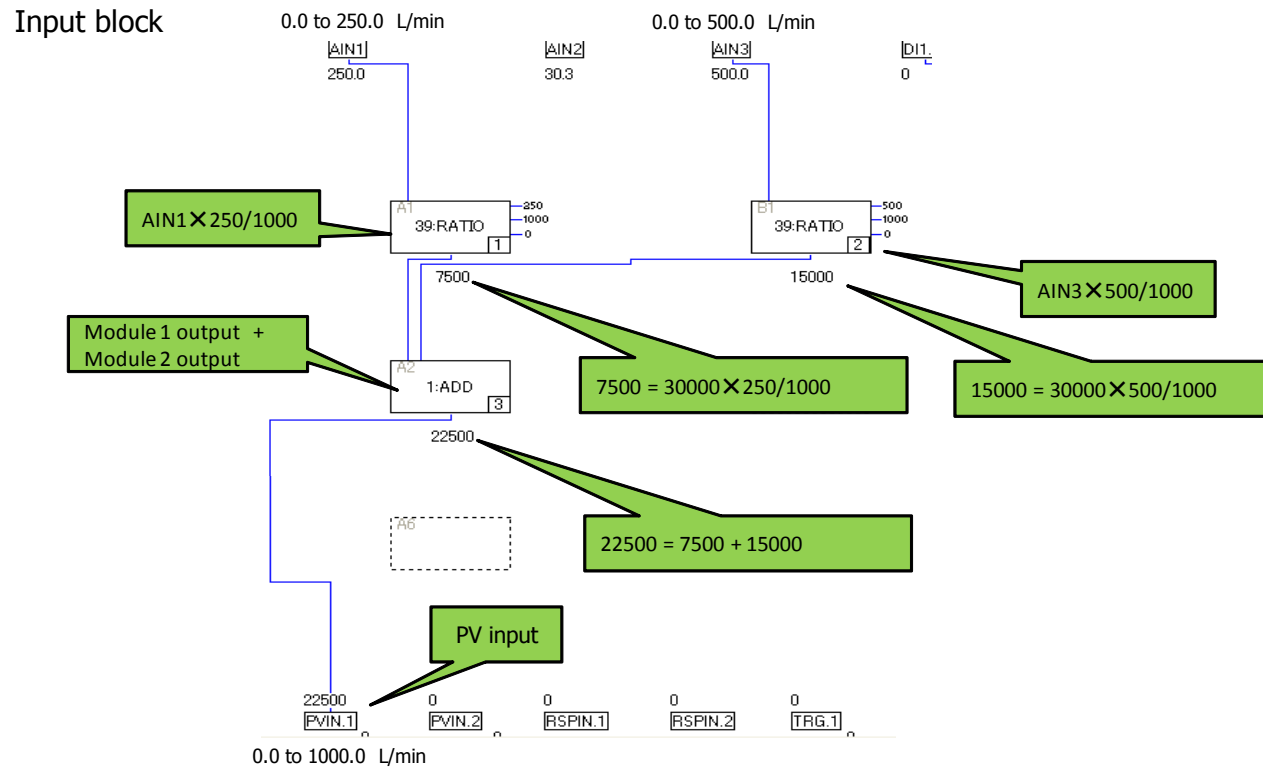 Input block
0.0 to 250.0 L/min
0.0 to 500.0 L/min
AIN1
AIN2
AIN3
DI1.
250.0
30.3
500.0
0
AIN1×250/1000
A1
39:RATIO
1
250
1000
0
B1
39:RATIO
2
500
1000
0
7500
15000
AIN3×500/1000
Module 1 output +
Module 2 output
A2
1:ADD
3
7500 = 30000×250/1000
15000 = 30000×500/1000
22500
A6
22500 = 7500 + 15000
PV input
22500
0
0
0
0
PVIN.1
PVIN.2
RSPIN.1
RSPIN.2
TRG.1
0.0 to 1000.0 L/min